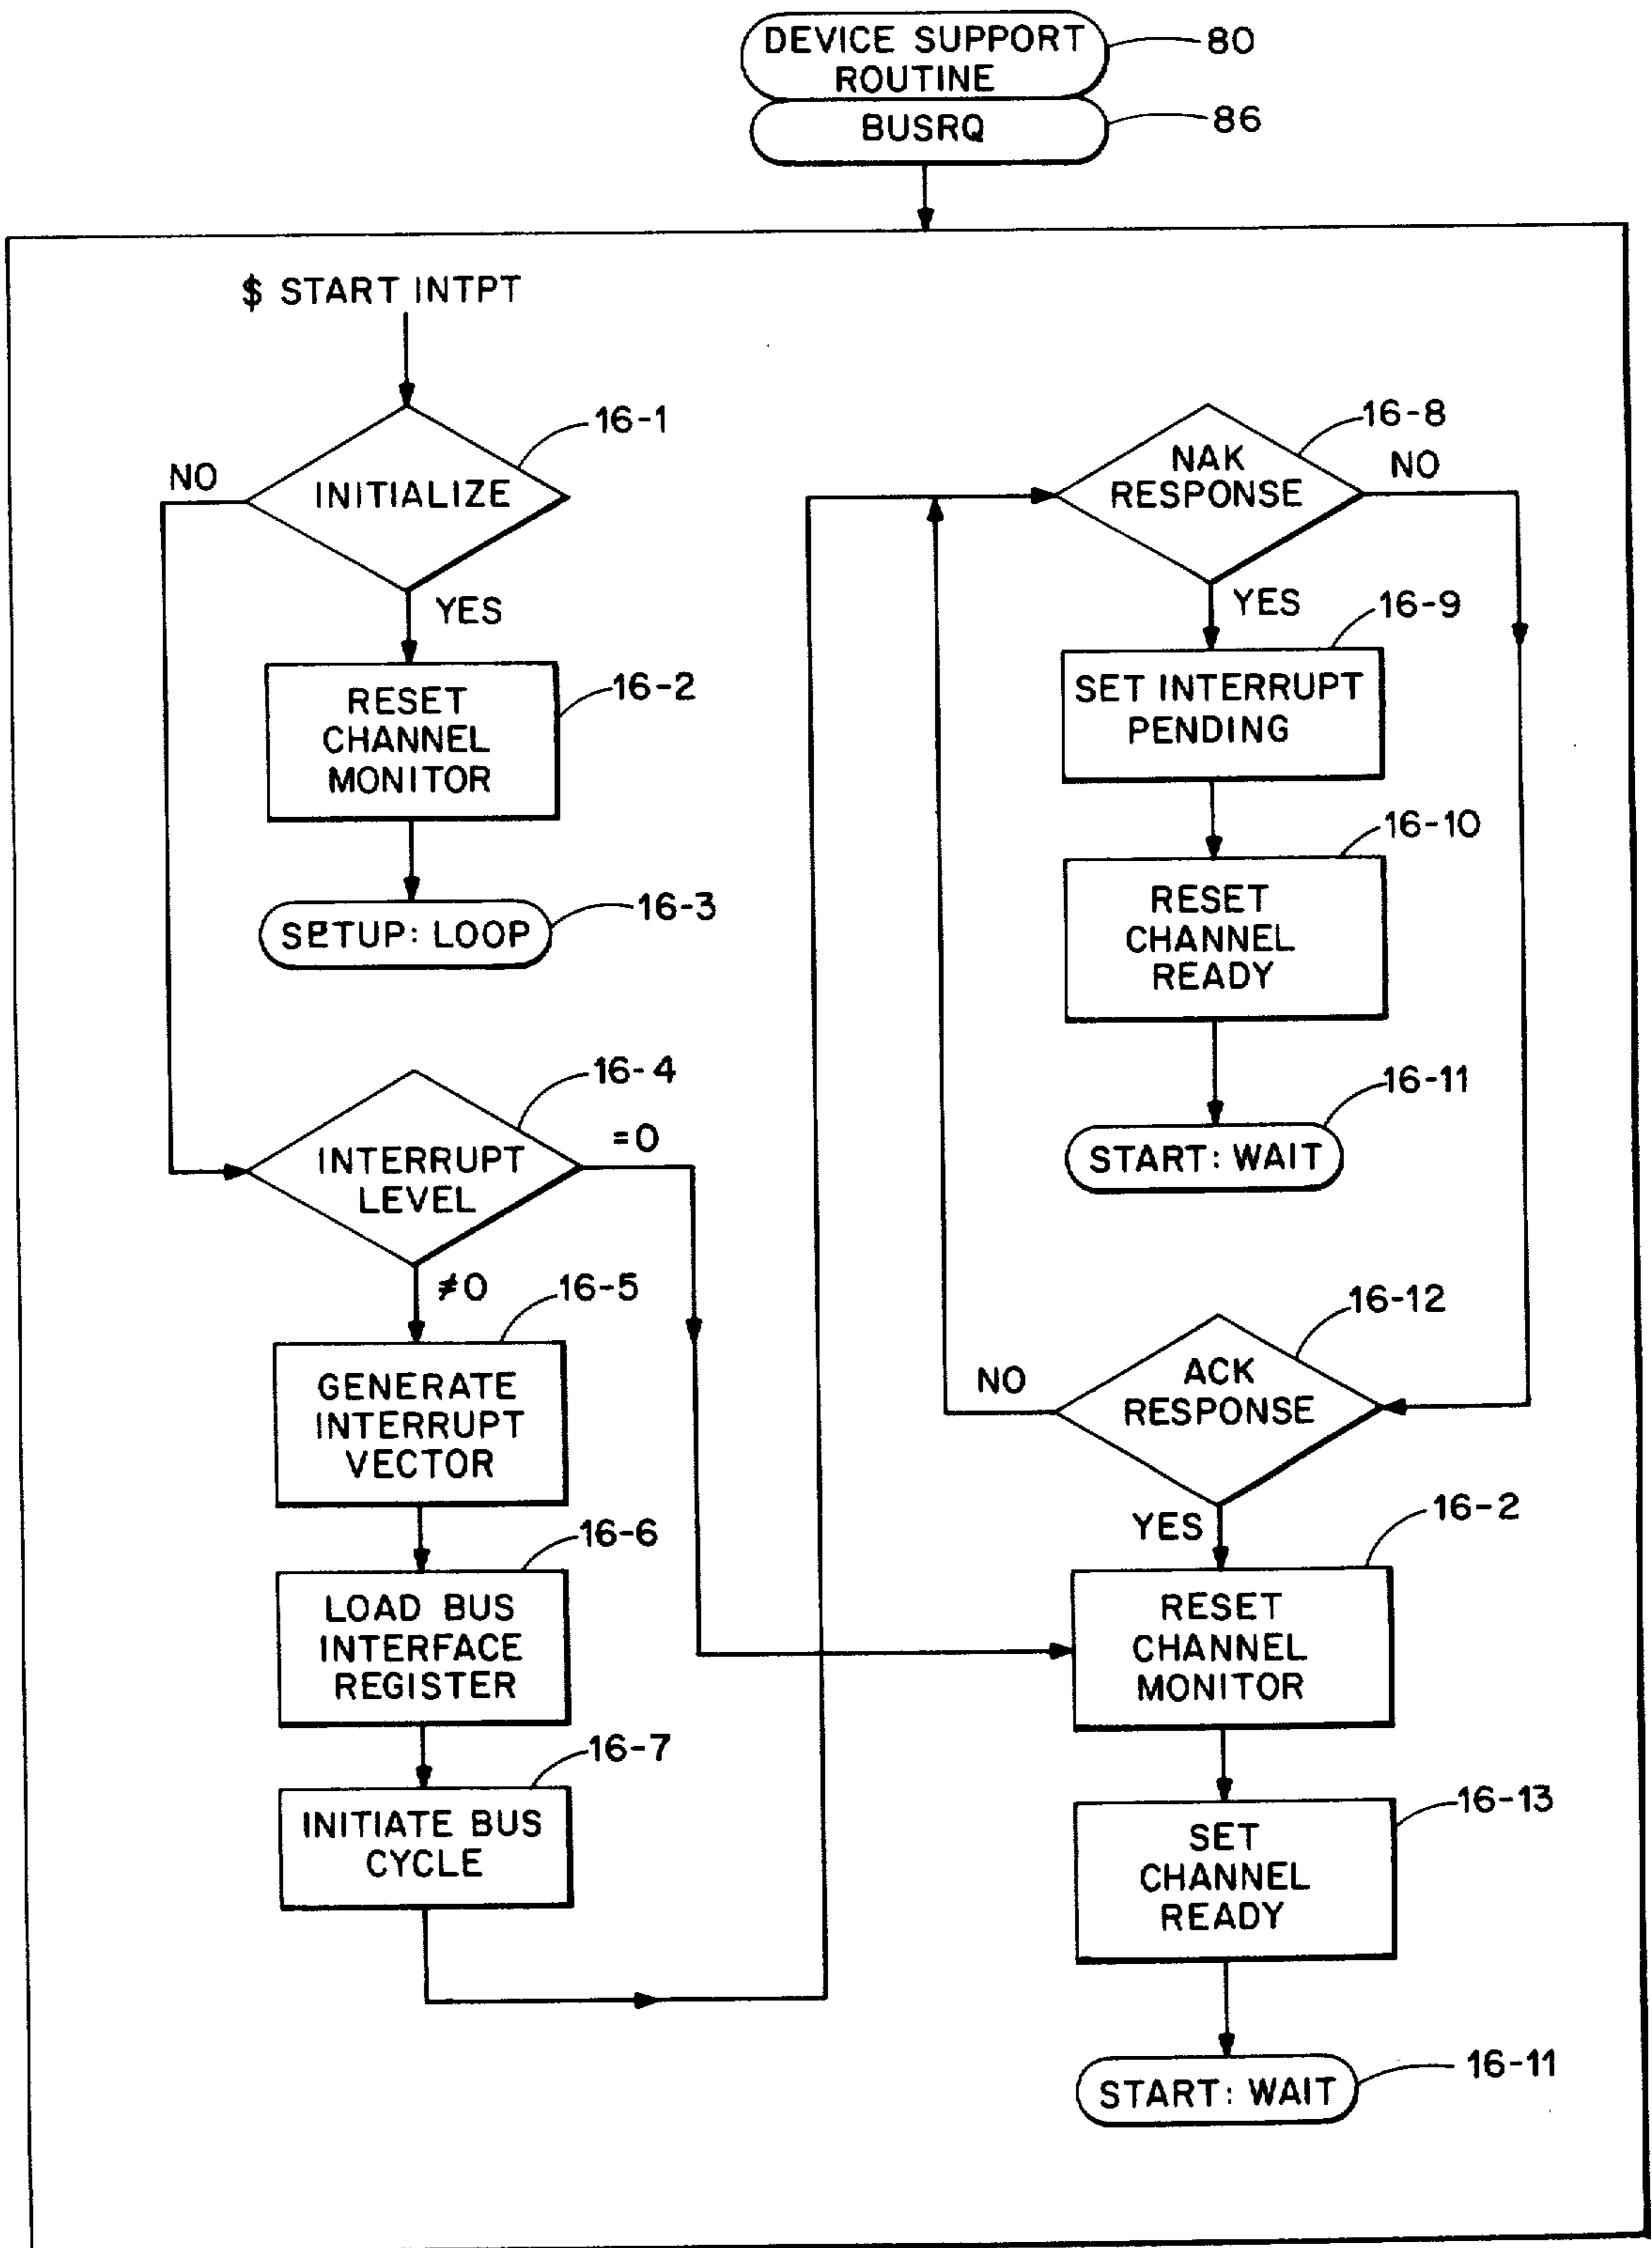 DEVICE SUPPORT
ROUTINE
80
BUSRQ
86
$ START INTPT
16-1
NO
INITIALIZE
YES
RESET
CHANNEL
MONITOR
16-2
SETUP: LOOP
16-3
16-4
=0
INTERRUPT
LEVEL
≠0
16-5
GENERATE
INTERRUPT
VECTOR
16-6
LOAD BUS
INTERFACE
REGISTER
16-7
INITIATE BUS
CYCLE
16-8
NAK
RESPONSE
NO
YES
16-9
SET INTERRUPT
PENDING
16-10
RESET
CHANNEL
READY
16-11
START: WAIT
16-12
ACK
RESPONSE
NO
YES
16-2
RESET
CHANNEL
MONITOR
16-13
SET
CHANNEL
READY
16-11
START: WAIT